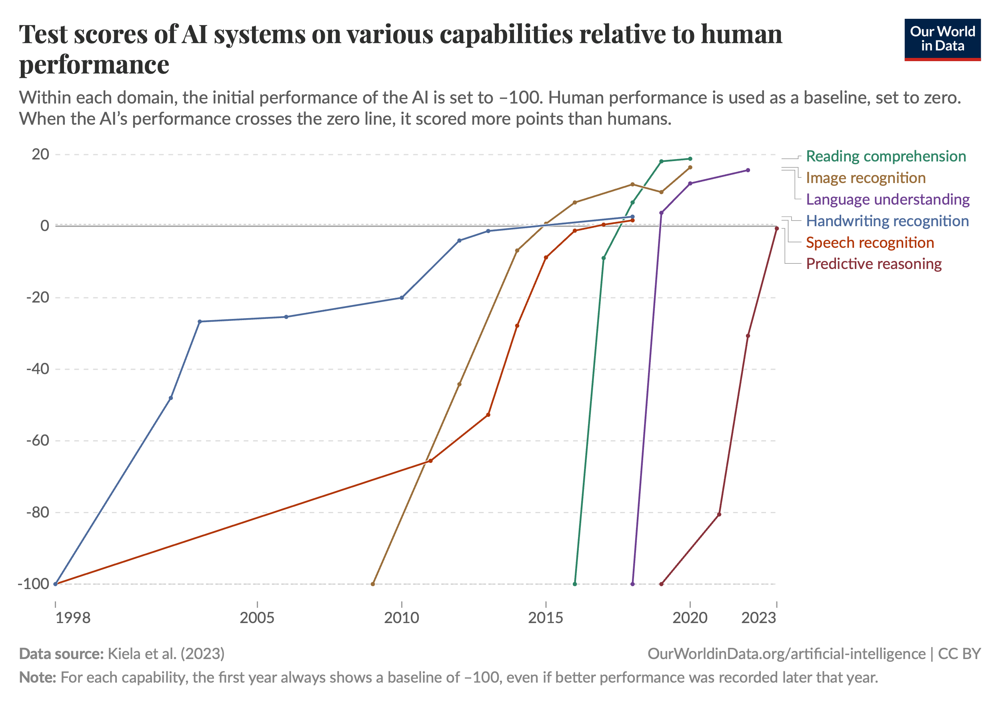 Test scores of AI systems on various capabilities relative to human
performance
Our World
in Data
Within each domain, the initial performance of the AI is set to –100. Human performance is used as a baseline, set to zero.
When the AI’s performance crosses the zero line, it scored more points than humans.
20
0
-20
-40
-60
-80
-100
Reading comprehension
Image recognition
Language understanding
Handwriting recognition
Speech recognition
Predictive reasoning
1998
2005
2010
2015
2020
2023
Data source: Kiela et al. (2023)
OurWorldinData.org/artificial-intelligence | CC BY
Note: For each capability, the first year always shows a baseline of –100, even if better performance was recorded later that year.